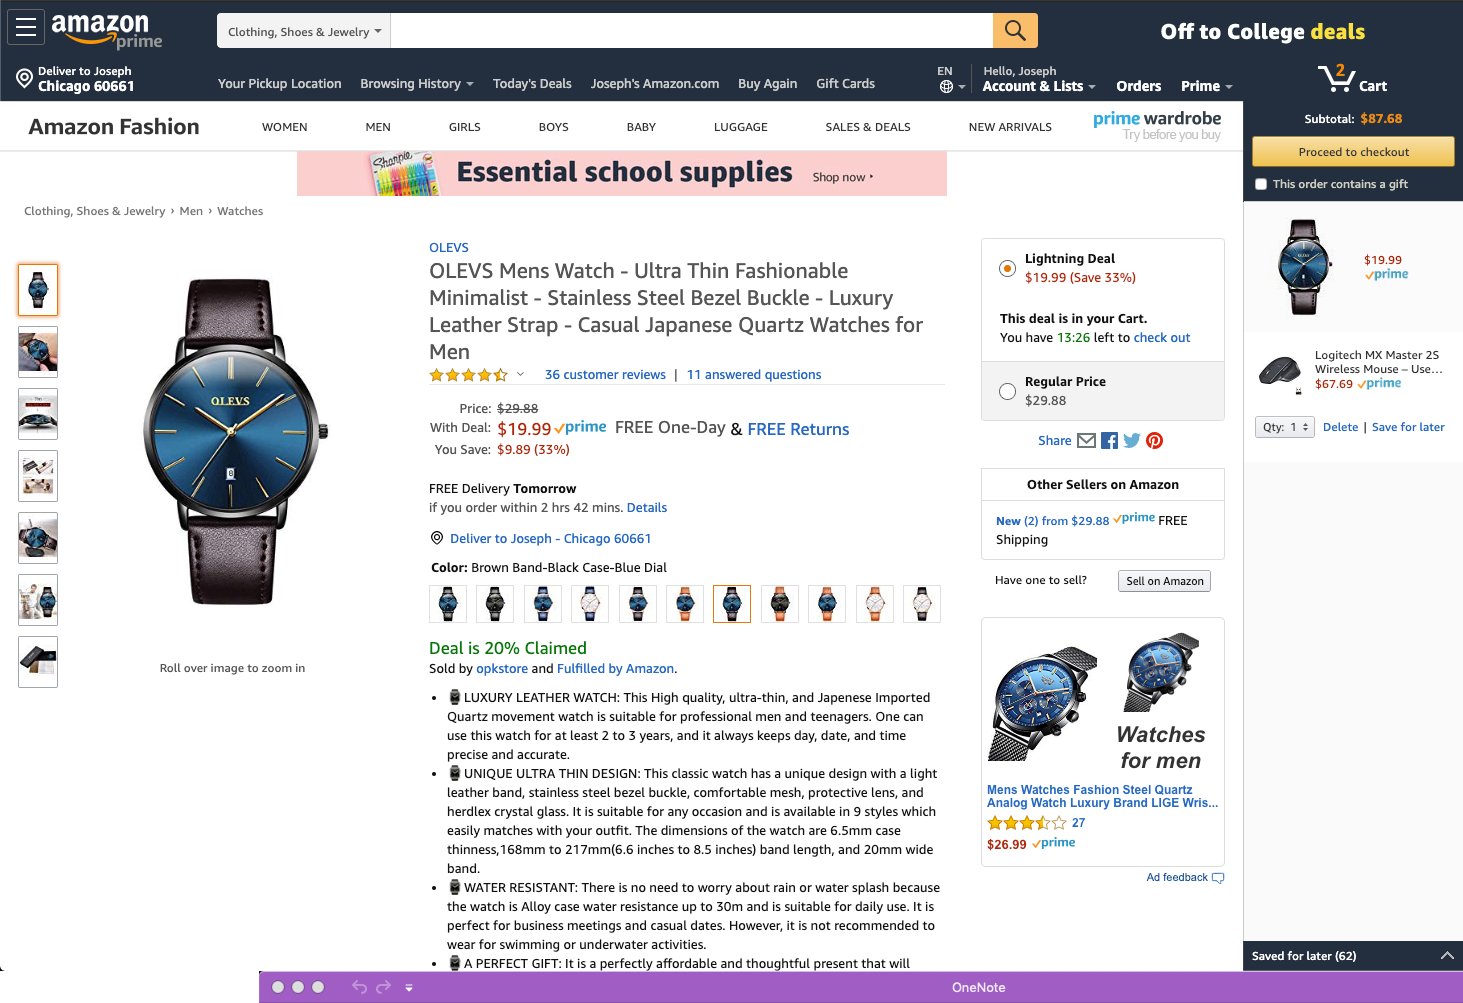 amazon
prime
Clothing, Shoes & Jewelry
Off to College deals
Deliver to Joseph
Chicago 60661
Your Pickup Location
Browsing History
Today's Deals
Joseph's Amazon.com
Buy Again
Gift Cards
EN
Hello, Joseph
Account & Lists
Orders
Prime
2
Cart
Amazon Fashion
WOMEN
MEN
GIRLS
BOYS
BABY
LUGGAGE
SALES & DEALS
NEW ARRIVALS
prime wardrobe
Try before you buy
Subtotal: $87.68
Proceed to checkout
This order contains a gift
Sharpie
Essential school supplies
Shop now
Clothing, Shoes & Jewelry › Men › Watches
OLEVS
OLEVS Mens Watch - Ultra Thin Fashionable
Minimalist - Stainless Steel Bezel Buckle - Luxury
Leather Strap - Casual Japanese Quartz Watches for
Men
36 customer reviews | 11 answered questions
Price: $29.88
With Deal: $19.99 prime FREE One-Day & FREE Returns
You Save: $9.89 (33%)
FREE Delivery Tomorrow
if you order within 2 hrs 42 mins. Details
Deliver to Joseph - Chicago 60661
Color: Brown Band-Black Case-Blue Dial
Deal is 20% Claimed
Sold by opkstore and Fulfilled by Amazon.
• LUXURY LEATHER WATCH: This High quality, ultra-thin, and Japenese Imported
Quartz movement watch is suitable for professional men and teenagers. One can
use this watch for at least 2 to 3 years, and it always keeps day, date, and time
precise and accurate.
• UNIQUE ULTRA THIN DESIGN: This classic watch has a unique design with a light
leather band, stainless steel bezel buckle, comfortable mesh, protective lens, and
herdlex crystal glass. It is suitable for any occasion and is available in 9 styles which
easily matches with your outfit. The dimensions of the watch are 6.5mm case
thinness,168mm to 217mm(6.6 inches to 8.5 inches) band length, and 20mm wide
band.
• WATER RESISTANT: There is no need to worry about rain or water splash because
the watch is Alloy case water resistance up to 30m and is suitable for daily use. It is
perfect for business meetings and casual dates. However, it is not recommended to
wear for swimming or underwater activities.
• A PERFECT GIFT: It is a perfectly affordable and thoughtful present that will
OLEVS
8
Roll over image to zoom in
Lightning Deal
$19.99 (Save 33%)
This deal is in your Cart.
You have 13:26 left to check out
Regular Price
$29.88
Share
Other Sellers on Amazon
New (2) from $29.88 prime FREE
Shipping
Have one to sell?
Sell on Amazon
Watches
for men
Mens Watches Fashion Steel Quartz
Analog Watch Luxury Brand LIGE Wris...
27
$26.99 prime
Ad feedback
$19.99
prime
Logitech MX Master 2S
Wireless Mouse – Use...
$67.69 prime
Qty: 1
Delete | Save for later
Saved for later (62)
OneNote